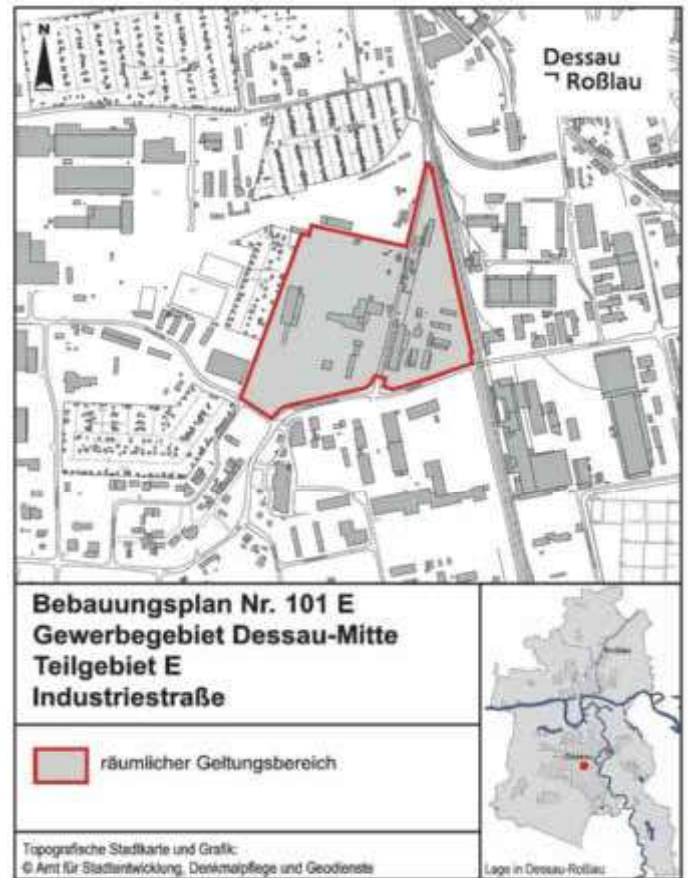 N
Dessau
Roßlau
Bebauungsplan Nr. 101 E
Gewerbegebiet Dessau-Mitte
Teilgebiet E
Industriestraße
räumlicher Geltungsbereich
Topografische Stadtkarte und Grafik:
© Amt für Stadtentwicklung, Denkmalpflege und Geodienste
Lage in Dessau-Roßlau: